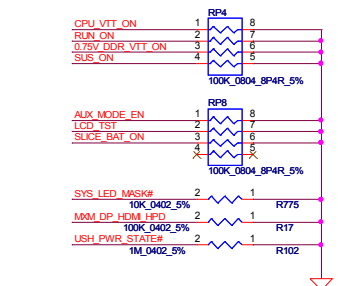 RP4
CPU_VTT_ON 1 8
RUN_ON 2 7
0.75V_DDR_VTT_ON 3 6
SUS_ON 4 5
100K_0804_8P4R_5%
RP8
AUX_MODE_EN 1 8
LCD_TST 2 7
SLICE_BAT_ON 3 6
4 5
100K_0804_8P4R_5%
SYS_LED_MASK# 2 1
10K_0402_5% R775
MXM_DP_HDMI_HPD 2 1
100K_0402_5% R17
USH_PWR_STATE# 2 1
1M_0402_5% R102